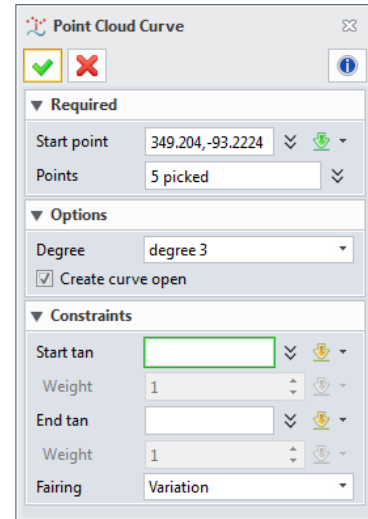 Point Cloud Curve
Required
Start point 349.204,-93.2224
Points 5 picked
Options
Degree degree 3
Create curve open
Constraints
Start tan
Weight 1
End tan
Weight 1
Fairing Variation